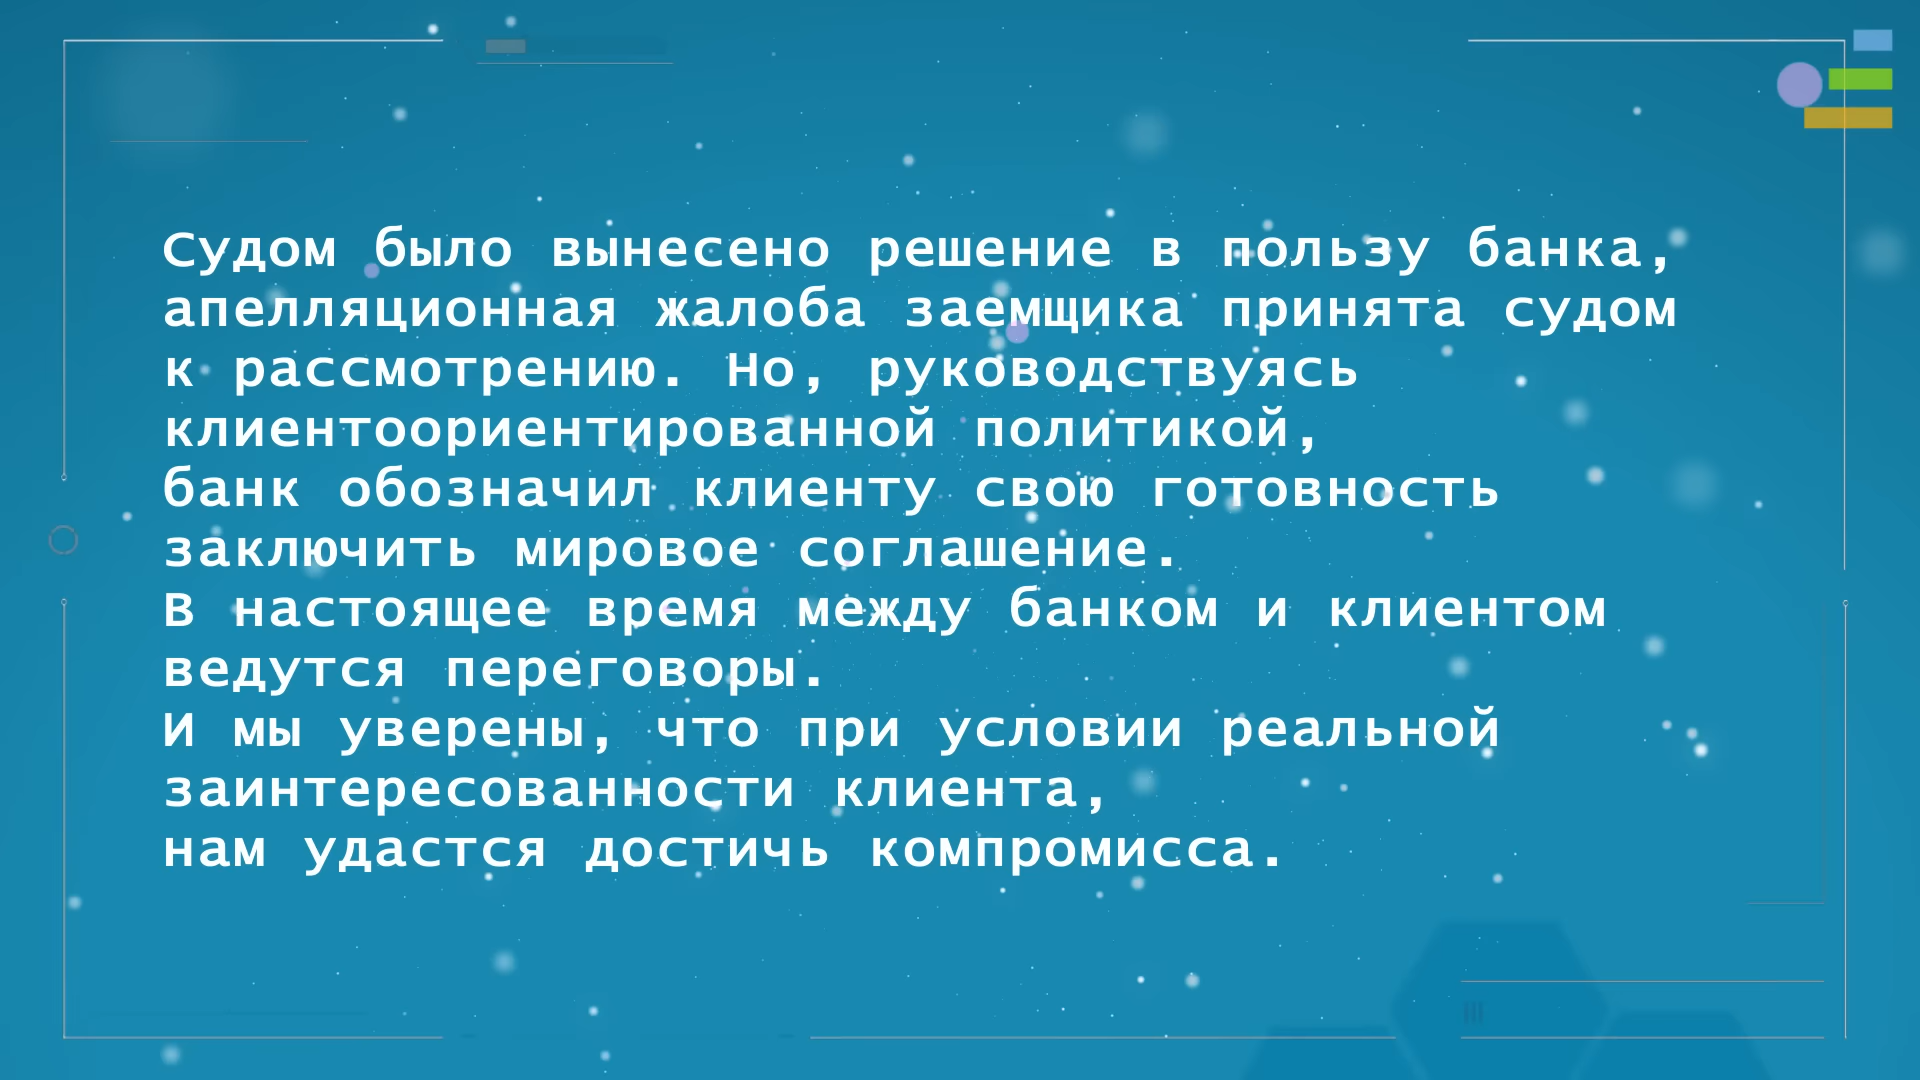 Судом было вынесено решение в пользу банка,
апелляционная жалоба заемщика принята судом
к рассмотрению. Но, руководствуясь
клиентоориентированной политикой,
банк обозначил клиенту свою готовность
заключить мировое соглашение.
В настоящее время между банком и клиентом
ведутся переговоры.
И мы уверены, что при условии реальной
заинтересованности клиента,
нам удастся достичь компромисса.